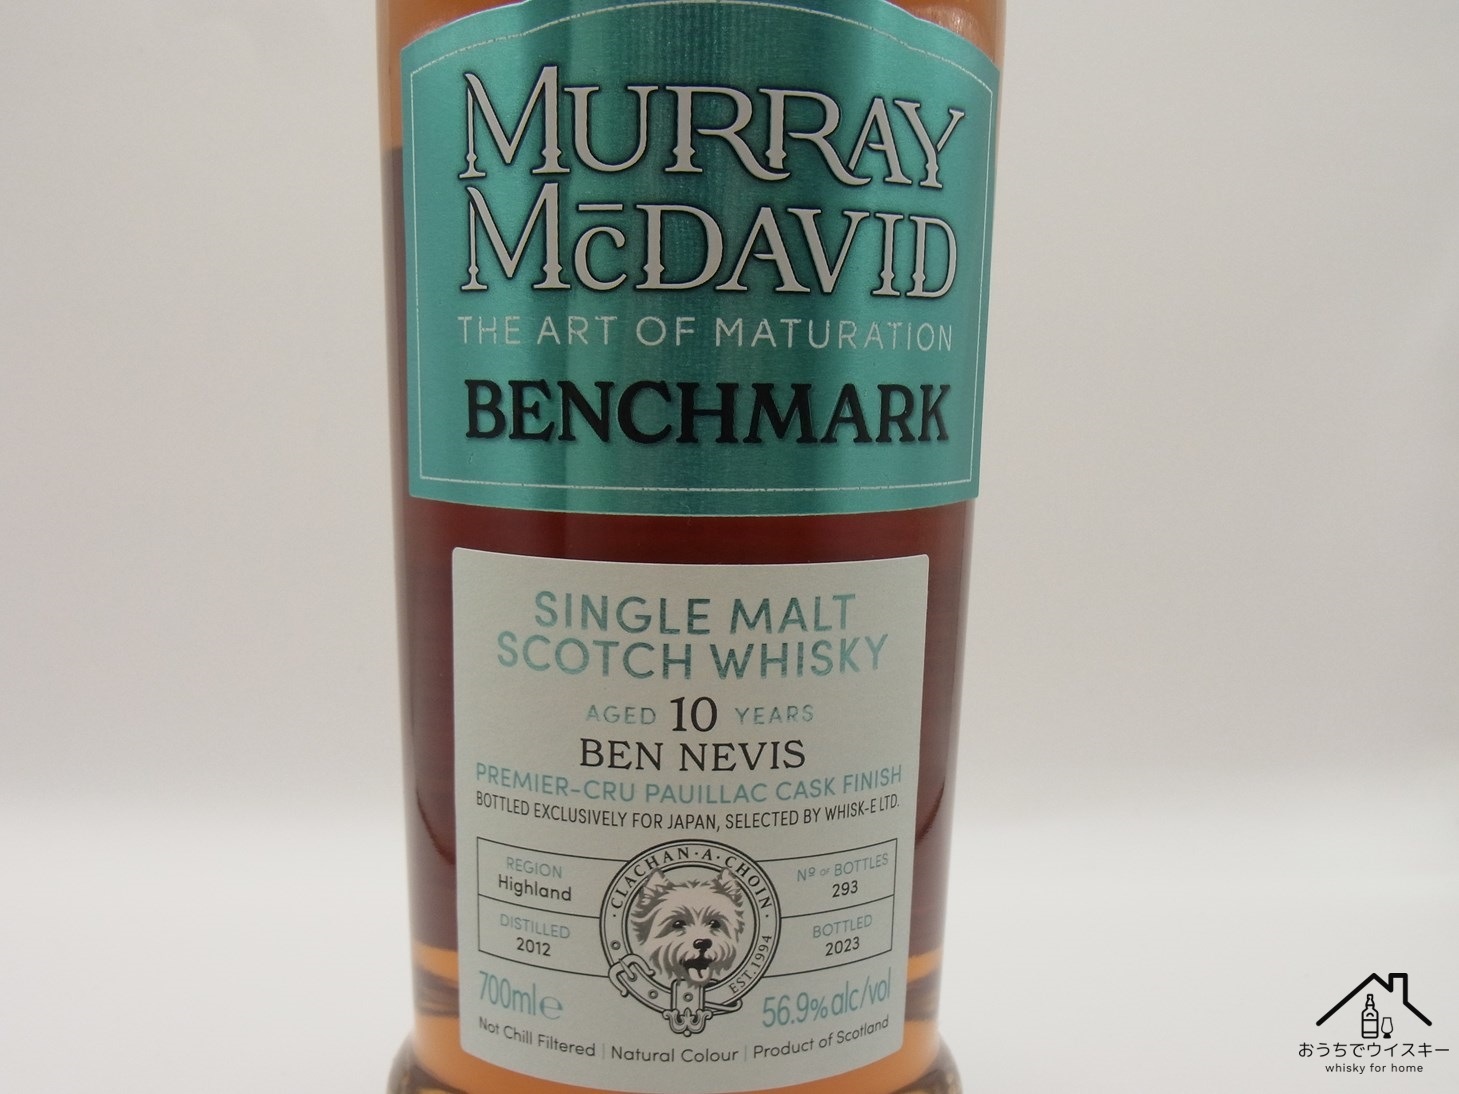 MURRAY
McDAVID
THE ART OF MATURATION
BENCHMARK
SINGLE MALT
SCOTCH WHISKY
AGED 10 YEARS
BEN NEVIS
PREMIER-CRU PAUILLAC CASK FINISH
BOTTLED EXCLUSIVELY FOR JAPAN, SELECTED BY WHISK-E LTD.
REGION
Highland
DISTILLED
2012
·CLACHAN·A·CHOIN·
EST.1994
Nº OF BOTTLES
293
BOTTLED
2023
700ml℮
56.9%alc/vol
Not Chill Filtered | Natural Colour | Product of Scotland
おうちでウイスキー
whisky for home